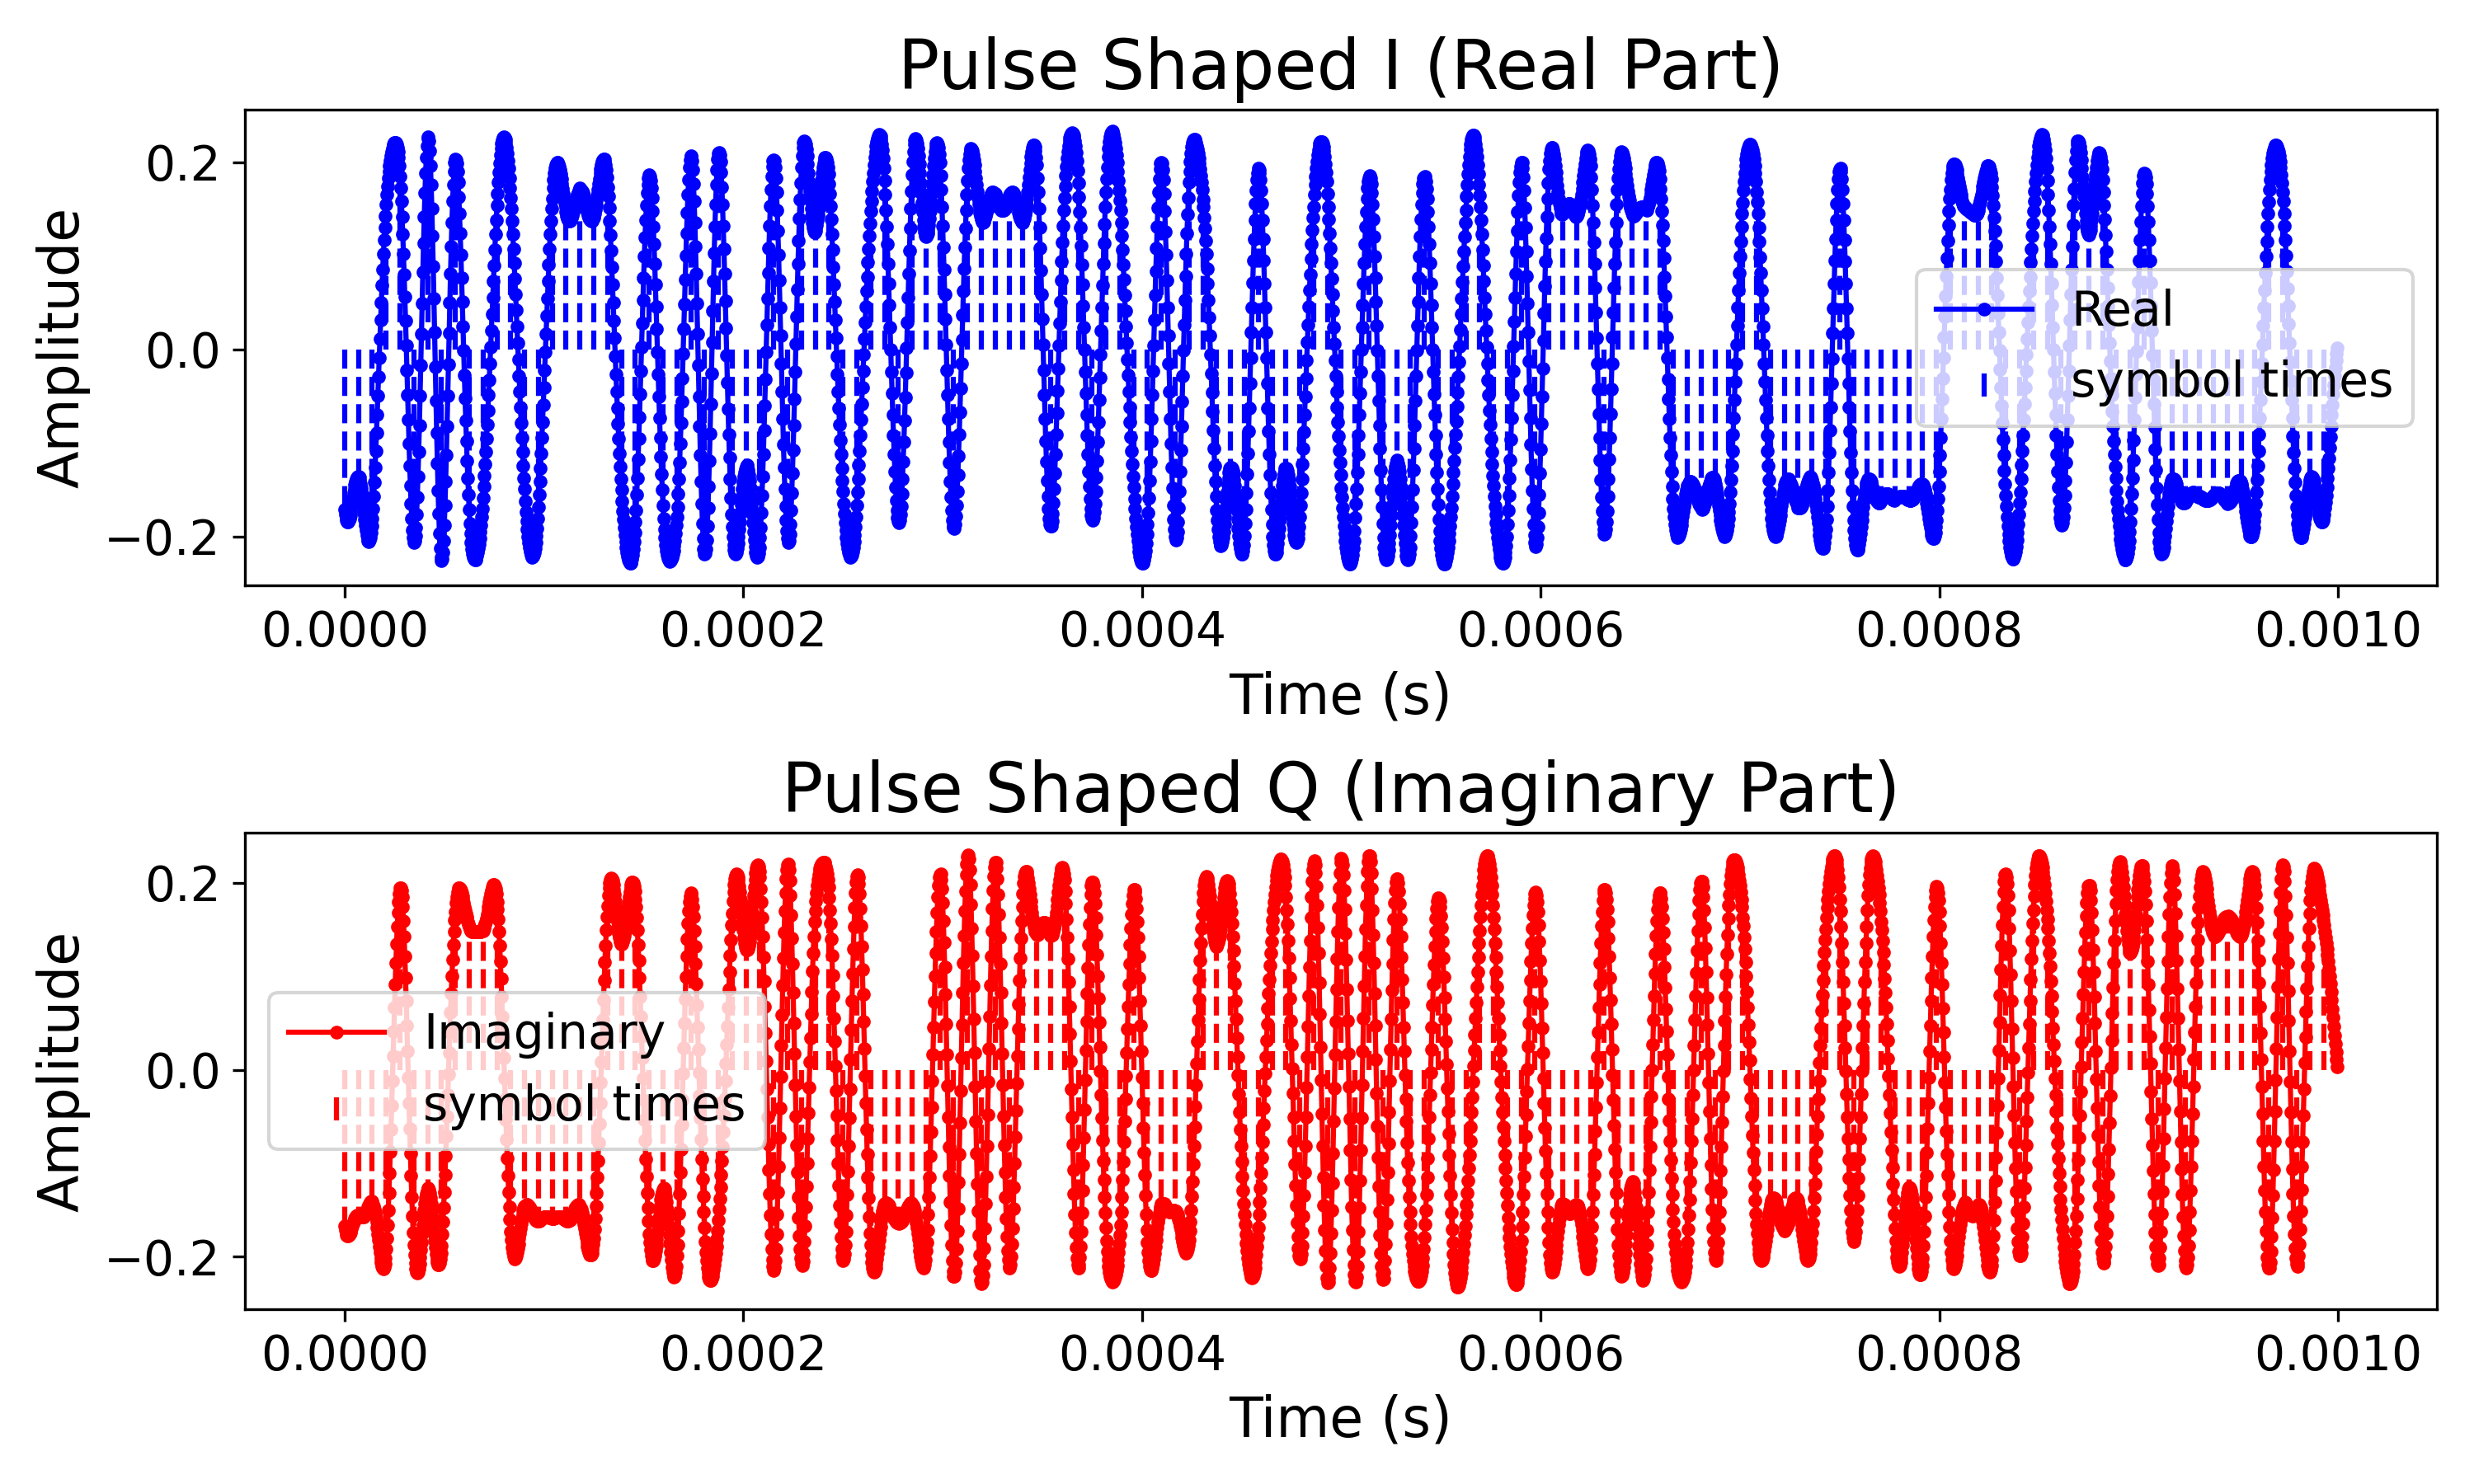 Pulse Shaped I (Real Part)
Amplitude
0.2
0.0
−0.2
Real
symbol times
0.0000 0.0002 0.0004 0.0006 0.0008 0.0010
Time (s)
Pulse Shaped Q (Imaginary Part)
Amplitude
0.2
0.0
−0.2
Imaginary
symbol times
0.0000 0.0002 0.0004 0.0006 0.0008 0.0010
Time (s)